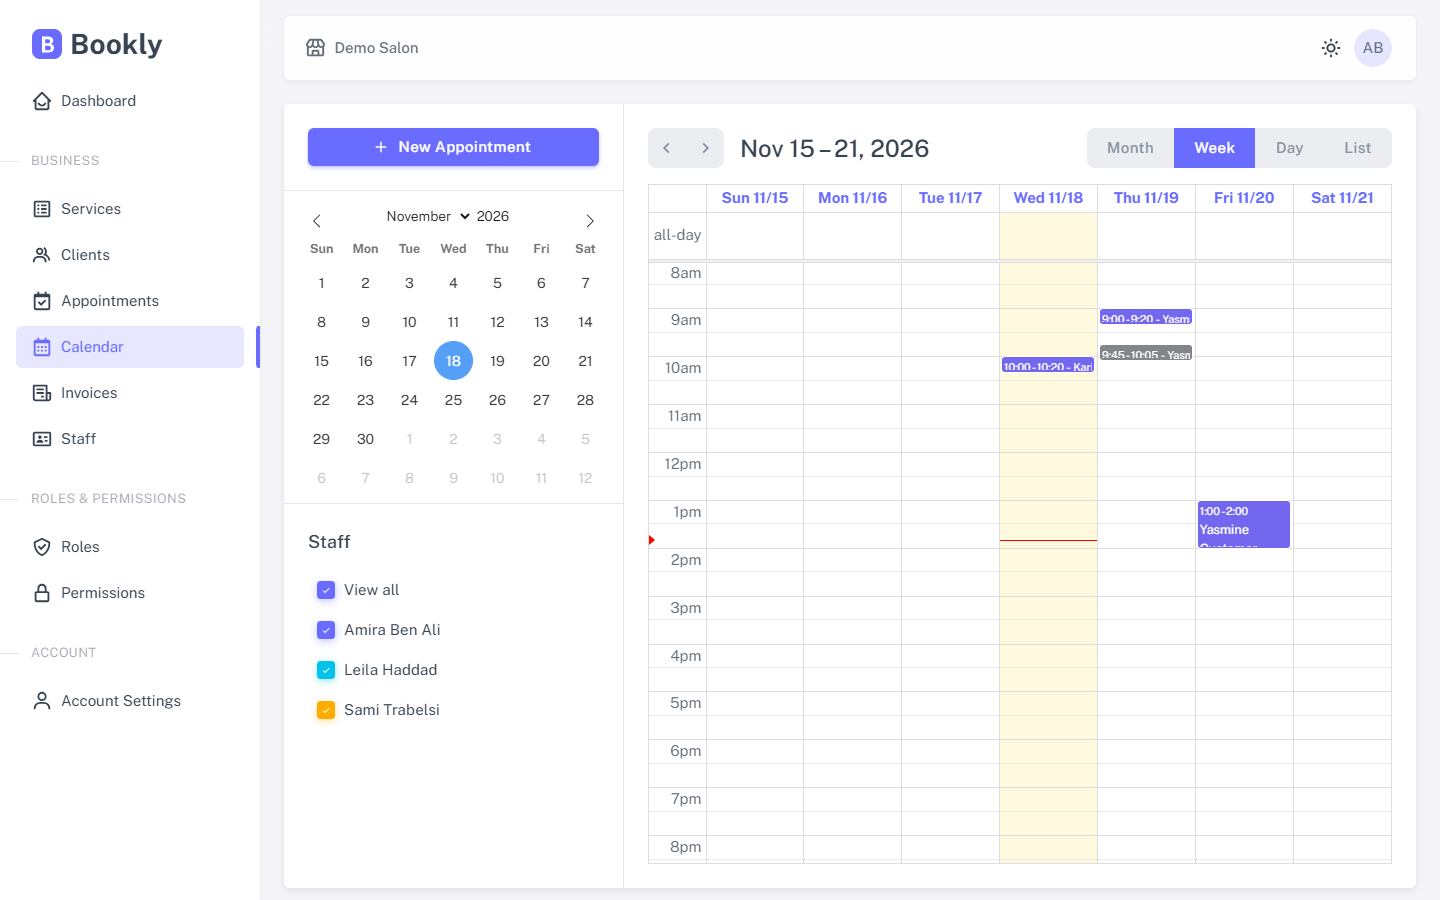 B Bookly
Dashboard
BUSINESS
Services
Clients
Appointments
Calendar
Invoices
Staff
ROLES & PERMISSIONS
Roles
Permissions
ACCOUNT
Account Settings
Demo Salon
AB
New Appointment
November 2026
Sun Mon Tue Wed Thu Fri Sat
1 2 3 4 5 6 7
8 9 10 11 12 13 14
15 16 17 18 19 20 21
22 23 24 25 26 27 28
29 30 1 2 3 4 5
6 7 8 9 10 11 12
Staff
View all
Amira Ben Ali
Leila Haddad
Sami Trabelsi
Nov 15 – 21, 2026
Month Week Day List
Sun 11/15 Mon 11/16 Tue 11/17 Wed 11/18 Thu 11/19 Fri 11/20 Sat 11/21
all-day
8am
9am
9:00 - 9:20 - Yasm
9:45 - 10:05 - Yasm
10am
10:00 - 10:20 - Kari
11am
12pm
1pm
1:00 - 2:00
Yasmine
Customer
2pm
3pm
4pm
5pm
6pm
7pm
8pm